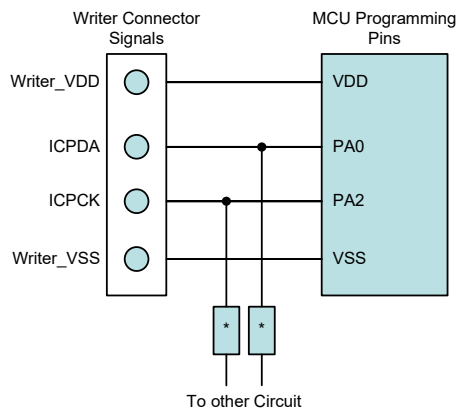 Writer Connector
Signals
MCU Programming
Pins
Writer_VDD
VDD
ICPDA
PA0
ICPCK
PA2
Writer_VSS
VSS
*
*
To other Circuit